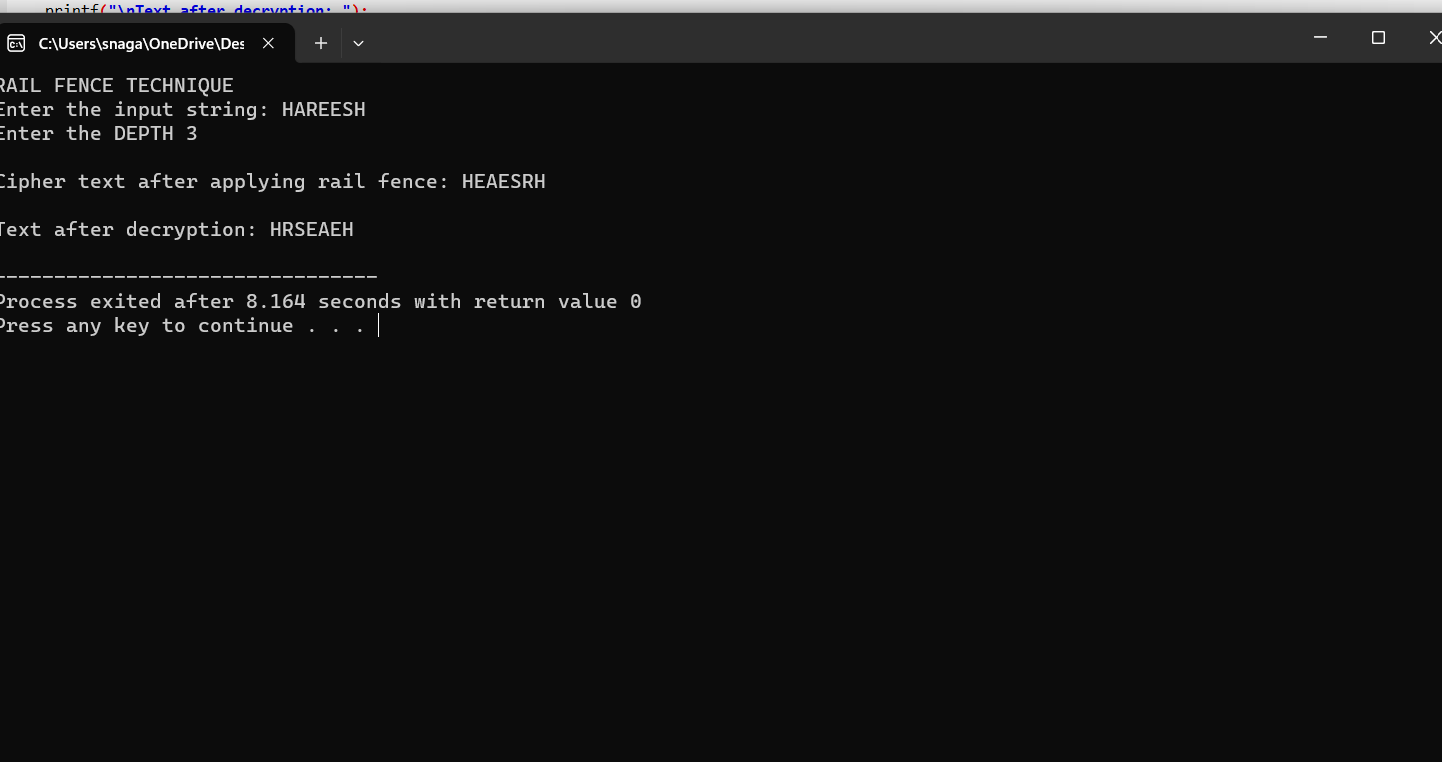 printf("\nText after decryption: ");
C:\Users\snaga\OneDrive\Des
RAIL FENCE TECHNIQUE
Enter the input string: HAREESH
Enter the DEPTH 3
Cipher text after applying rail fence: HEAESRH
Text after decryption: HRSEAEH
--------------------------------
Process exited after 8.164 seconds with return value 0
Press any key to continue . . .